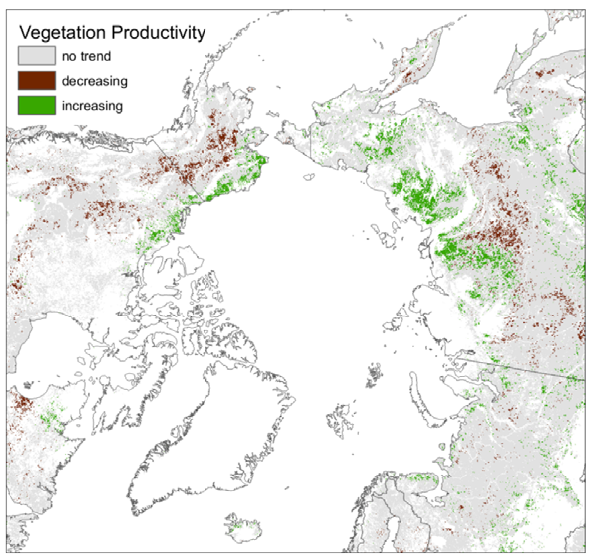 Vegetation Productivity
no trend
decreasing
increasing